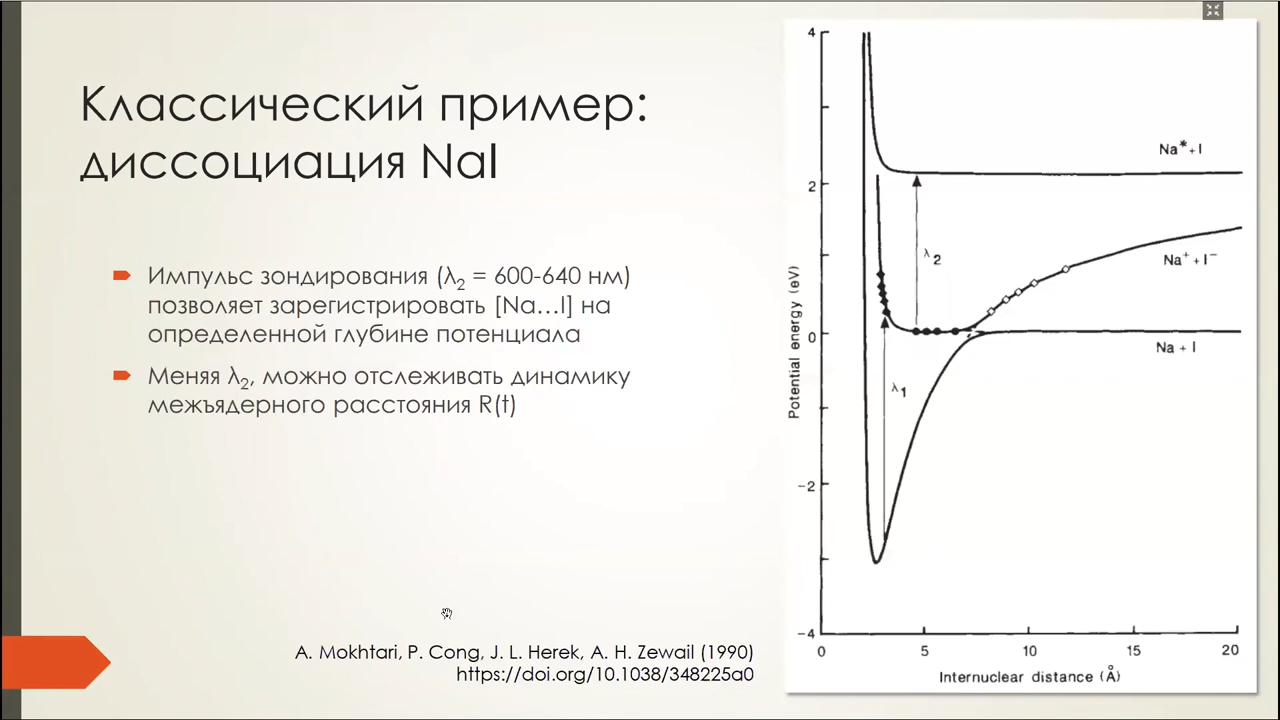 Классический пример:
диссоциация NaI
Импульс зондирования (λ₂ = 600-640 нм)
позволяет зарегистрировать [Na…I] на
определенной глубине потенциала
Меняя λ₂, можно отслеживать динамику
межъядерного расстояния R(t)
A. Mokhtari, P. Cong, J. L. Herek, A. H. Zewail (1990)
https://doi.org/10.1038/348225a0
4
Na*+I
2
λ₂
Na⁺+I⁻
Potential energy (eV)
0
Na+I
λ₁
−2
−4
0 5 10 15 20
Internuclear distance (Å)